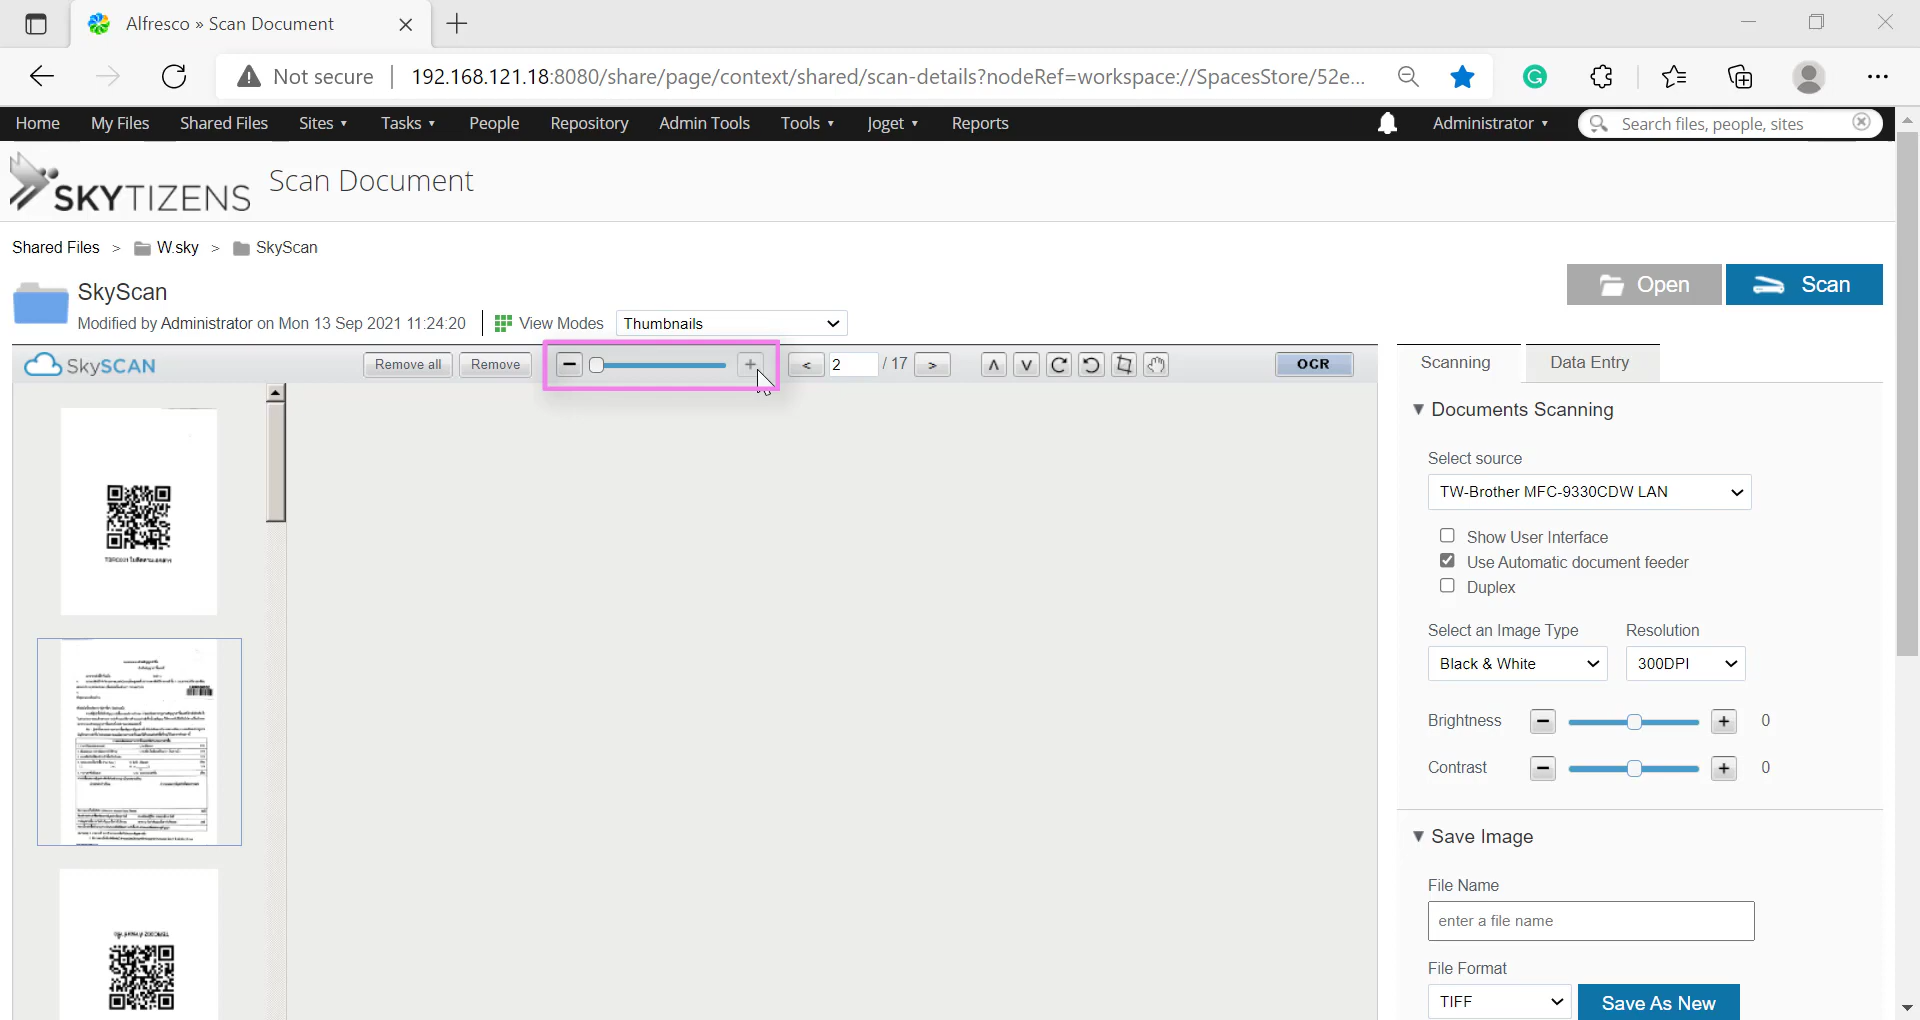 Alfresco » Scan Document
Not secure
192.168.121.18:8080/share/page/context/shared/scan-details?nodeRef=workspace://SpacesStore/52e...
Home My Files Shared Files Sites Tasks People Repository Admin Tools Tools Joget Reports Administrator Search files, people, sites
SKYTIZENS
Scan Document
Shared Files > W.sky > SkyScan
Open Scan
SkyScan
Modified by Administrator on Mon 13 Sep 2021 11:24:20 View Modes Thumbnails
SkySCAN Remove all Remove 2 / 17 OCR
Scanning Data Entry
Documents Scanning
Select source
TW-Brother MFC-9330CDW LAN
Show User Interface
Use Automatic document feeder
Duplex
Select an Image Type Resolution
Black & White 300DPI
Brightness 0
Contrast 0
Save Image
File Name
enter a file name
File Format
TIFF Save As New